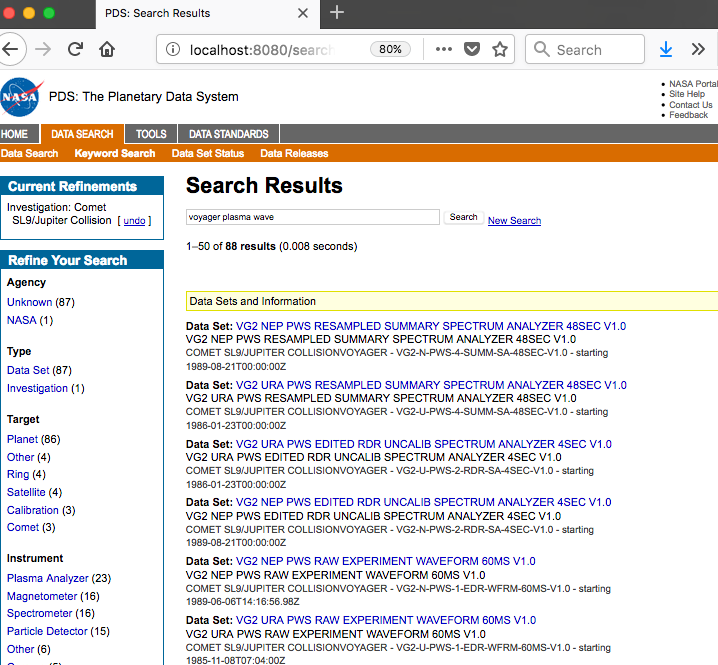 PDS: Search Results
localhost:8080/search
80%
Search
NASA
PDS: The Planetary Data System
NASA Portal
Site Help
Contact Us
Feedback
HOME
DATA SEARCH
TOOLS
DATA STANDARDS
Data Search
Keyword Search
Data Set Status
Data Releases
Current Refinements
Investigation: Comet
SL9/Jupiter Collision [ undo ]
Refine Your Search
Agency
Unknown (87)
NASA (1)
Type
Data Set (87)
Investigation (1)
Target
Planet (86)
Other (4)
Ring (4)
Satellite (4)
Calibration (3)
Comet (3)
Instrument
Plasma Analyzer (23)
Magnetometer (16)
Spectrometer (16)
Particle Detector (15)
Other (6)
Search Results
voyager plasma wave
Search
New Search
1–50 of 88 results (0.008 seconds)
Data Sets and Information
Data Set: VG2 NEP PWS RESAMPLED SUMMARY SPECTRUM ANALYZER 48SEC V1.0
VG2 NEP PWS RESAMPLED SUMMARY SPECTRUM ANALYZER 48SEC V1.0
COMET SL9/JUPITER COLLISIONVOYAGER - VG2-N-PWS-4-SUMM-SA-48SEC-V1.0 - starting
1989-08-21T00:00:00Z
Data Set: VG2 URA PWS RESAMPLED SUMMARY SPECTRUM ANALYZER 48SEC V1.0
VG2 URA PWS RESAMPLED SUMMARY SPECTRUM ANALYZER 48SEC V1.0
COMET SL9/JUPITER COLLISIONVOYAGER - VG2-U-PWS-4-SUMM-SA-48SEC-V1.0 - starting
1986-01-23T00:00:00Z
Data Set: VG2 URA PWS EDITED RDR UNCALIB SPECTRUM ANALYZER 4SEC V1.0
VG2 URA PWS EDITED RDR UNCALIB SPECTRUM ANALYZER 4SEC V1.0
COMET SL9/JUPITER COLLISIONVOYAGER - VG2-U-PWS-2-RDR-SA-4SEC-V1.0 - starting
1986-01-23T00:00:00Z
Data Set: VG2 NEP PWS EDITED RDR UNCALIB SPECTRUM ANALYZER 4SEC V1.0
VG2 NEP PWS EDITED RDR UNCALIB SPECTRUM ANALYZER 4SEC V1.0
COMET SL9/JUPITER COLLISIONVOYAGER - VG2-N-PWS-2-RDR-SA-4SEC-V1.0 - starting
1989-08-21T00:00:00Z
Data Set: VG2 NEP PWS RAW EXPERIMENT WAVEFORM 60MS V1.0
VG2 NEP PWS RAW EXPERIMENT WAVEFORM 60MS V1.0
COMET SL9/JUPITER COLLISIONVOYAGER - VG2-N-PWS-1-EDR-WFRM-60MS-V1.0 - starting
1989-06-06T14:16:56.98Z
Data Set: VG2 URA PWS RAW EXPERIMENT WAVEFORM 60MS V1.0
VG2 URA PWS RAW EXPERIMENT WAVEFORM 60MS V1.0
COMET SL9/JUPITER COLLISIONVOYAGER - VG2-U-PWS-1-EDR-WFRM-60MS-V1.0 - starting
1985-11-08T07:04:00Z